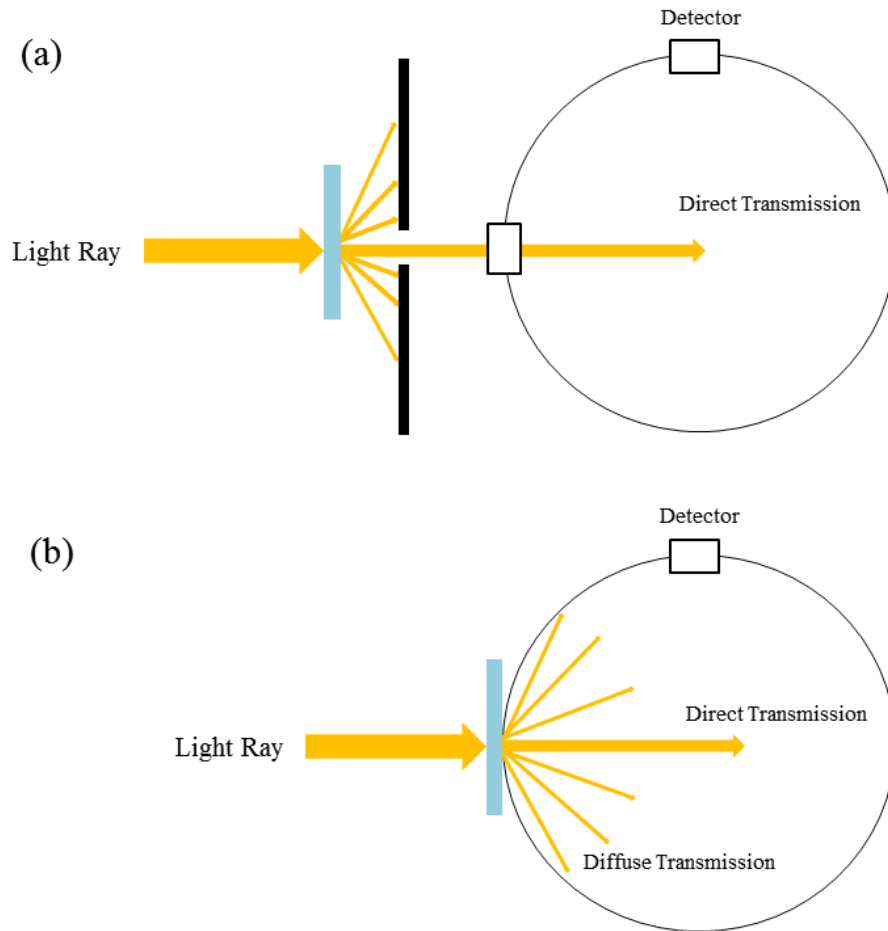 Detector
(a)
Direct Transmission
Light Ray
Detector
(b)
Direct Transmission
Light Ray
Diffuse Transmission